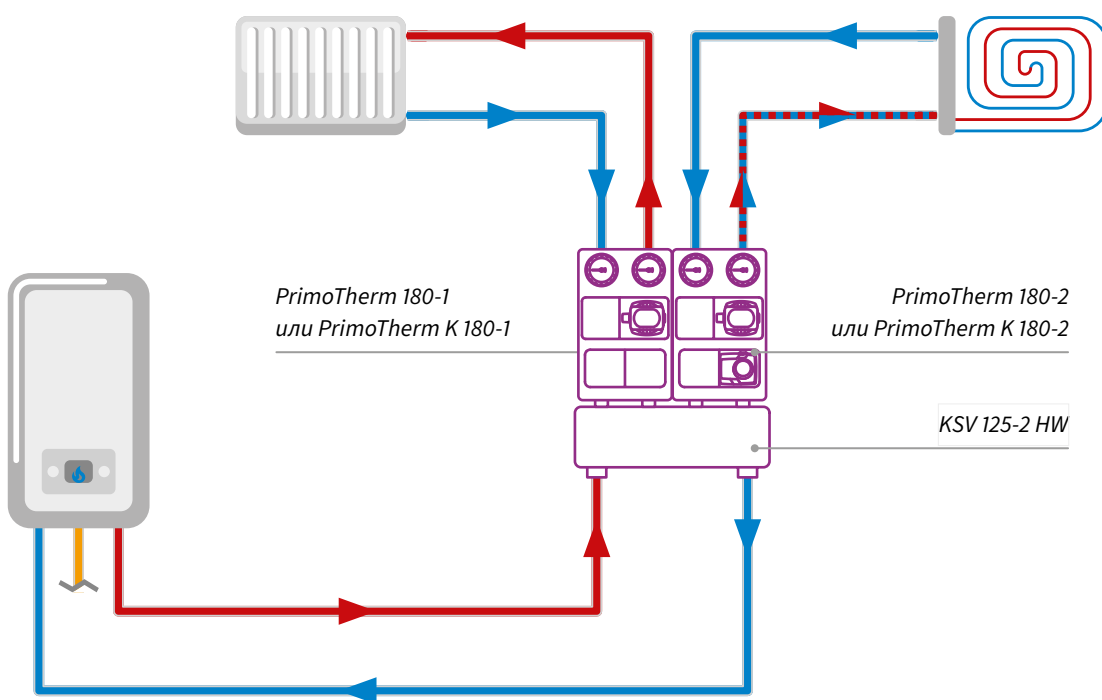 PrimoTherm 180-1
или PrimoTherm K 180-1
PrimoTherm 180-2
или PrimoTherm K 180-2
KSV 125-2 HW